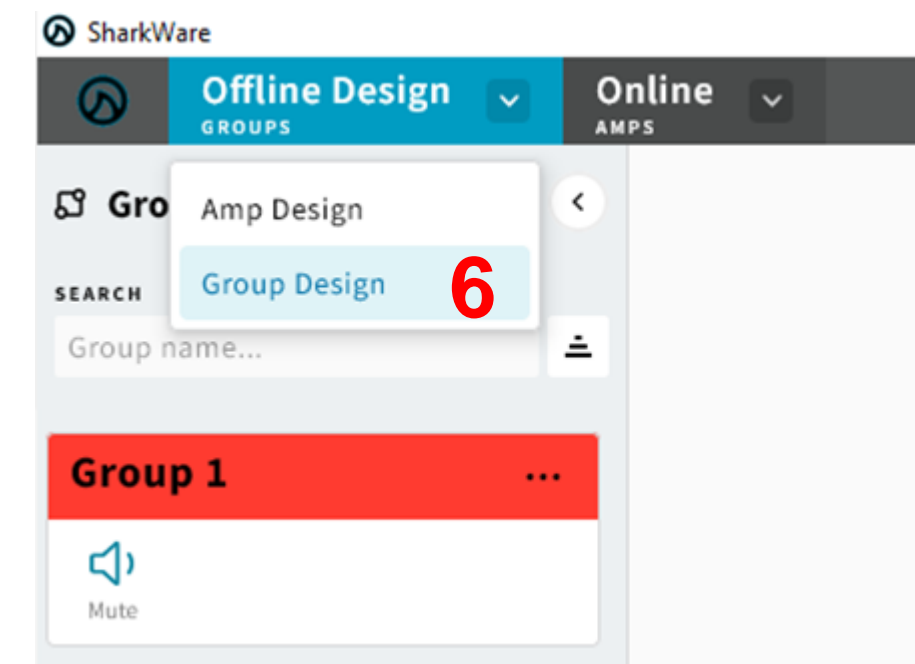 SharkWare
Offline Design
GROUPS
Online
AMPS
Gro
Amp Design
Group Design
6
SEARCH
Group name...
Group 1
...
Mute